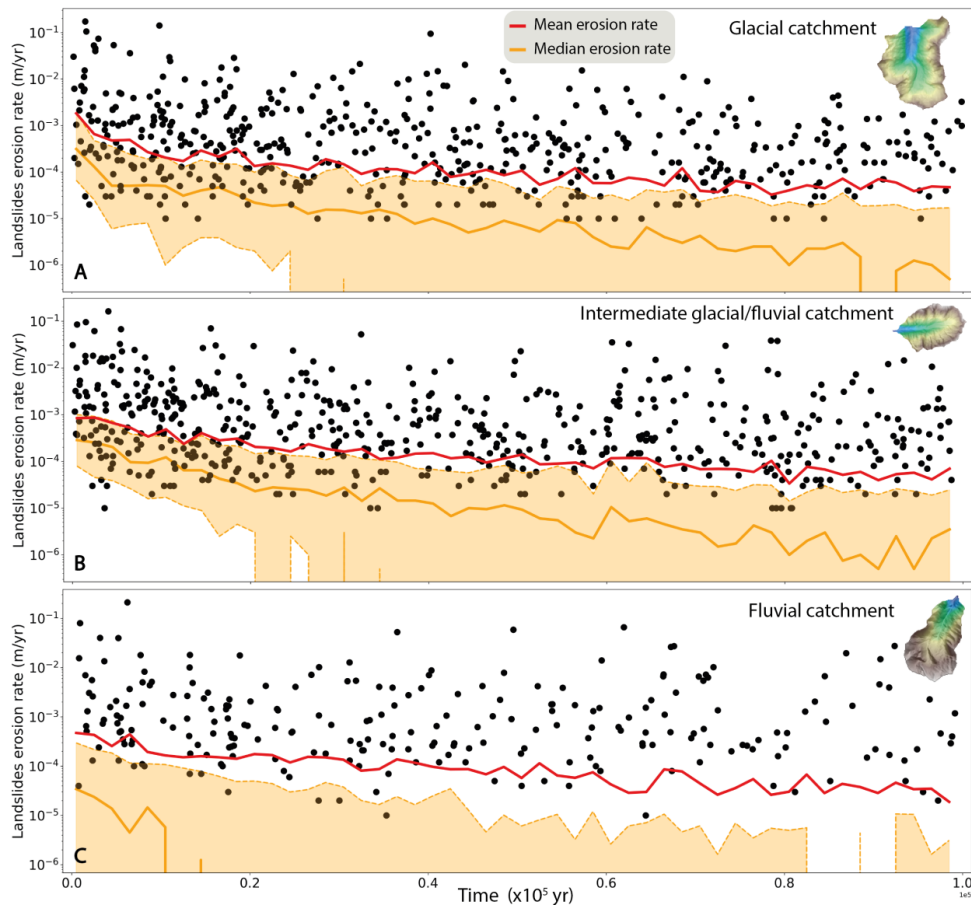 Mean erosion rate
Median erosion rate
Glacial catchment
Landslides erosion rate (m/yr)
10⁻¹
10⁻²
10⁻³
10⁻⁴
10⁻⁵
10⁻⁶
A
Intermediate glacial/fluvial catchment
Landslides erosion rate (m/yr)
10⁻¹
10⁻²
10⁻³
10⁻⁴
10⁻⁵
10⁻⁶
B
Fluvial catchment
Landslides erosion rate (m/yr)
10⁻¹
10⁻²
10⁻³
10⁻⁴
10⁻⁵
10⁻⁶
C
0.0 0.2 0.4 0.6 0.8 1.0
Time (x10⁵ yr)
1e5